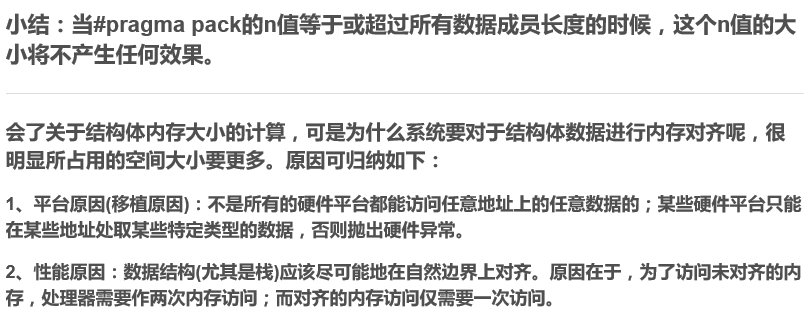 小结：当#pragma pack的n值等于或超过所有数据成员长度的时候，这个n值的大
小将不产生任何效果。
会了关于结构体内存大小的计算，可是为什么系统要对于结构体数据进行内存对齐呢，很
明显所占用的空间大小要更多。原因可归纳如下：
1、平台原因(移植原因)：不是所有的硬件平台都能访问任意地址上的任意数据的；某些硬件平台只能
在某些地址处取某些特定类型的数据，否则抛出硬件异常。
2、性能原因：数据结构(尤其是栈)应该尽可能地在自然边界上对齐。原因在于，为了访问未对齐的内
存，处理器需要作两次内存访问；而对齐的内存访问仅需要一次访问。